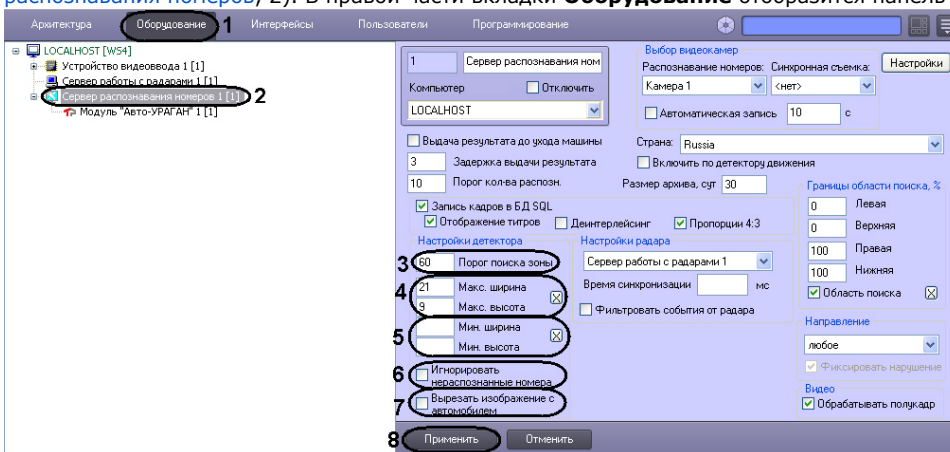 распознавания номеров, 2). В правой части вкладки Оборудование отобразится панель
Архитектура Оборудование 1 Интерфейсы Пользователи Программирование
LOCALHOST [WS4]
Устройство видеоввода 1 [1]
Сервер работы с радарами 1 [1]
Сервер распознавания номеров 1 [1] 2
Модуль "Авто-УРАГАН" 1 [1]
1 Сервер распознавания ном
Компьютер Отключить
LOCALHOST
Выбор видеокамер
Распознавание номеров: Синхронная съемка: Настройки
Камера 1 <нет>
Автоматическая запись 10 с
Выдача результата до ухода машины
3 Задержка выдачи результата
10 Порог кол-ва распозн.
Страна: Russia
Включить по детектору движения
Размер архива, сут 30
Запись кадров в БД SQL
Отображение титров Деинтерлейсинг Пропорции 4:3
Границы области поиска, %
0 Левая
0 Верхняя
100 Правая
100 Нижняя
Область поиска
Настройки детектора
3 60 Порог поиска зоны
4 21 Макс. ширина
9 Макс. высота
5 Мин. ширина
Мин. высота
6 Игнорировать
нераспознанные номера
7 Вырезать изображение с
автомобилем
Настройки радара
Сервер работы с радарами 1
Время синхронизации мс
Фильтровать события от радара
Направление
любое
Фиксировать нарушение
Видео
Обрабатывать полукадр
8 Применить Отменить